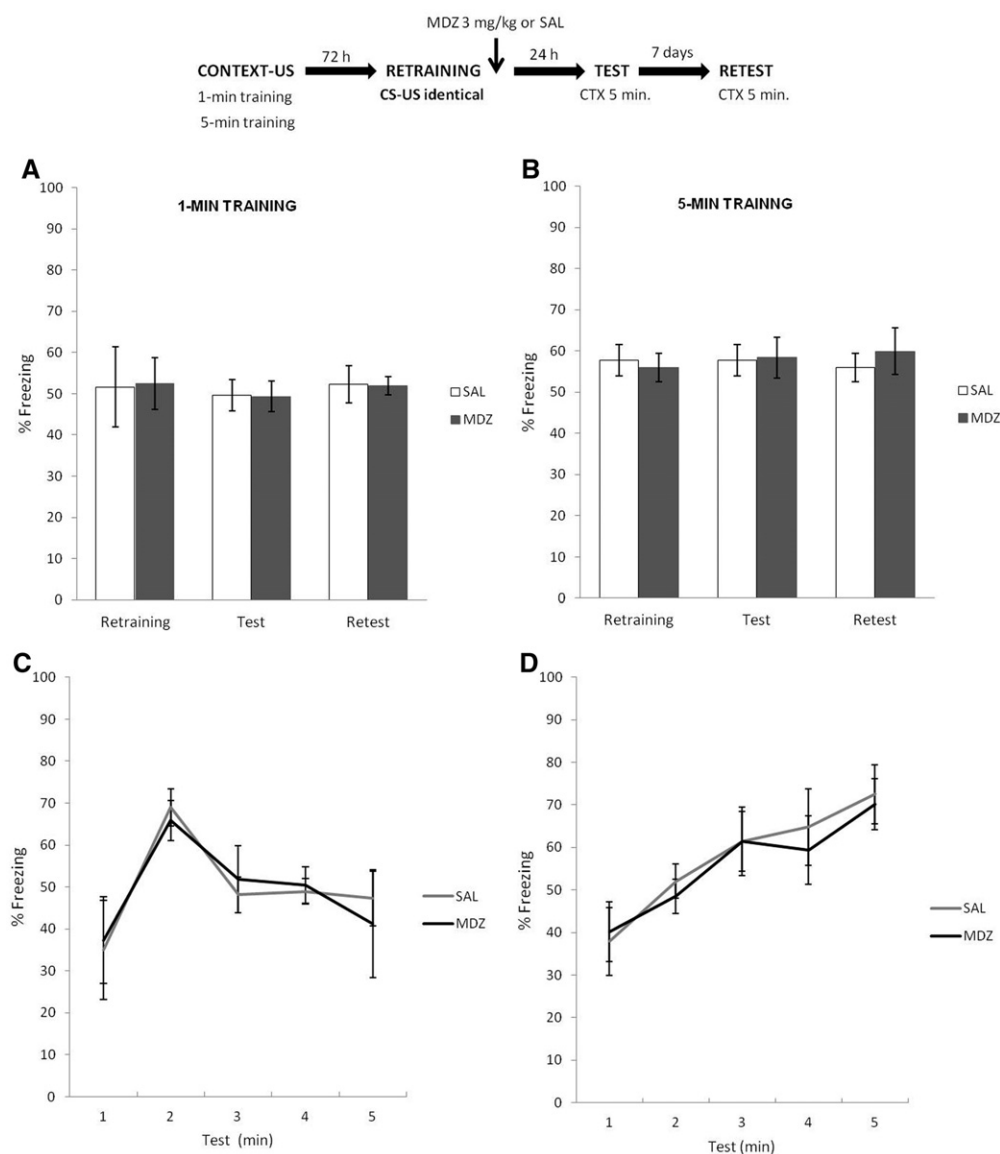 MDZ 3 mg/kg or SAL
72 h
24 h
7 days
CONTEXT-US
RETRAINING
TEST
RETEST
1-min training
CS-US identical
CTX 5 min.
CTX 5 min.
5-min training
A
1-MIN TRAINING
100
90
80
70
60
50
40
30
20
10
0
% Freezing
SAL
MDZ
Retraining
Test
Retest
B
5-MIN TRAINNG
100
90
80
70
60
50
40
30
20
10
0
% Freezing
SAL
MDZ
Retraining
Test
Retest
C
100
90
80
70
60
50
40
30
20
10
0
% Freezing
SAL
MDZ
1 2 3 4 5
Test (min)
D
100
90
80
70
60
50
40
30
20
10
0
% Freezing
SAL
MDZ
1 2 3 4 5
Test (min)